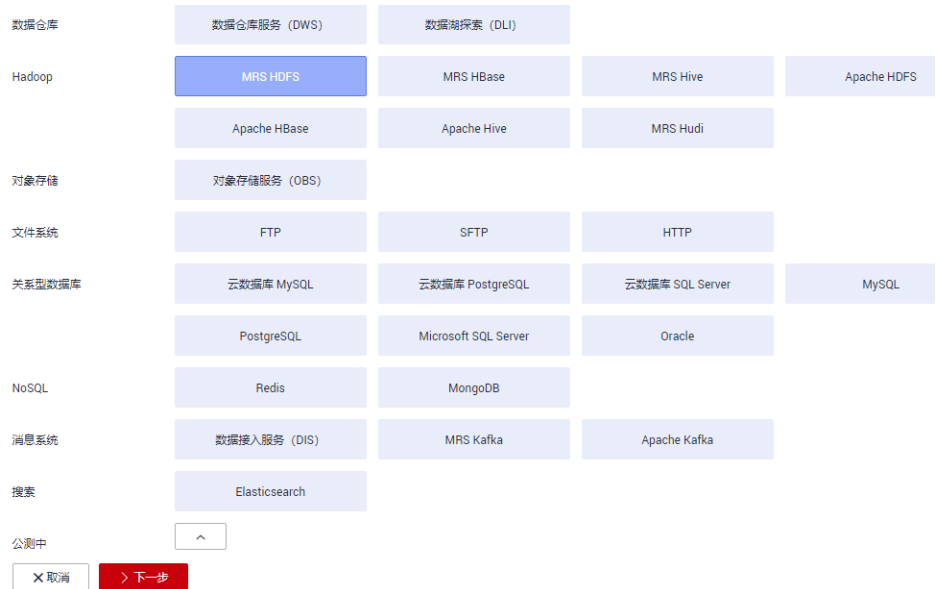 数据仓库 数据仓库服务（DWS） 数据湖探索（DLI）
Hadoop MRS HDFS MRS HBase MRS Hive Apache HDFS
Apache HBase Apache Hive MRS Hudi
对象存储 对象存储服务（OBS）
文件系统 FTP SFTP HTTP
关系型数据库 云数据库 MySQL 云数据库 PostgreSQL 云数据库 SQL Server MySQL
PostgreSQL Microsoft SQL Server Oracle
NoSQL Redis MongoDB
消息系统 数据接入服务（DIS） MRS Kafka Apache Kafka
搜索 Elasticsearch
公测中
取消 下一步